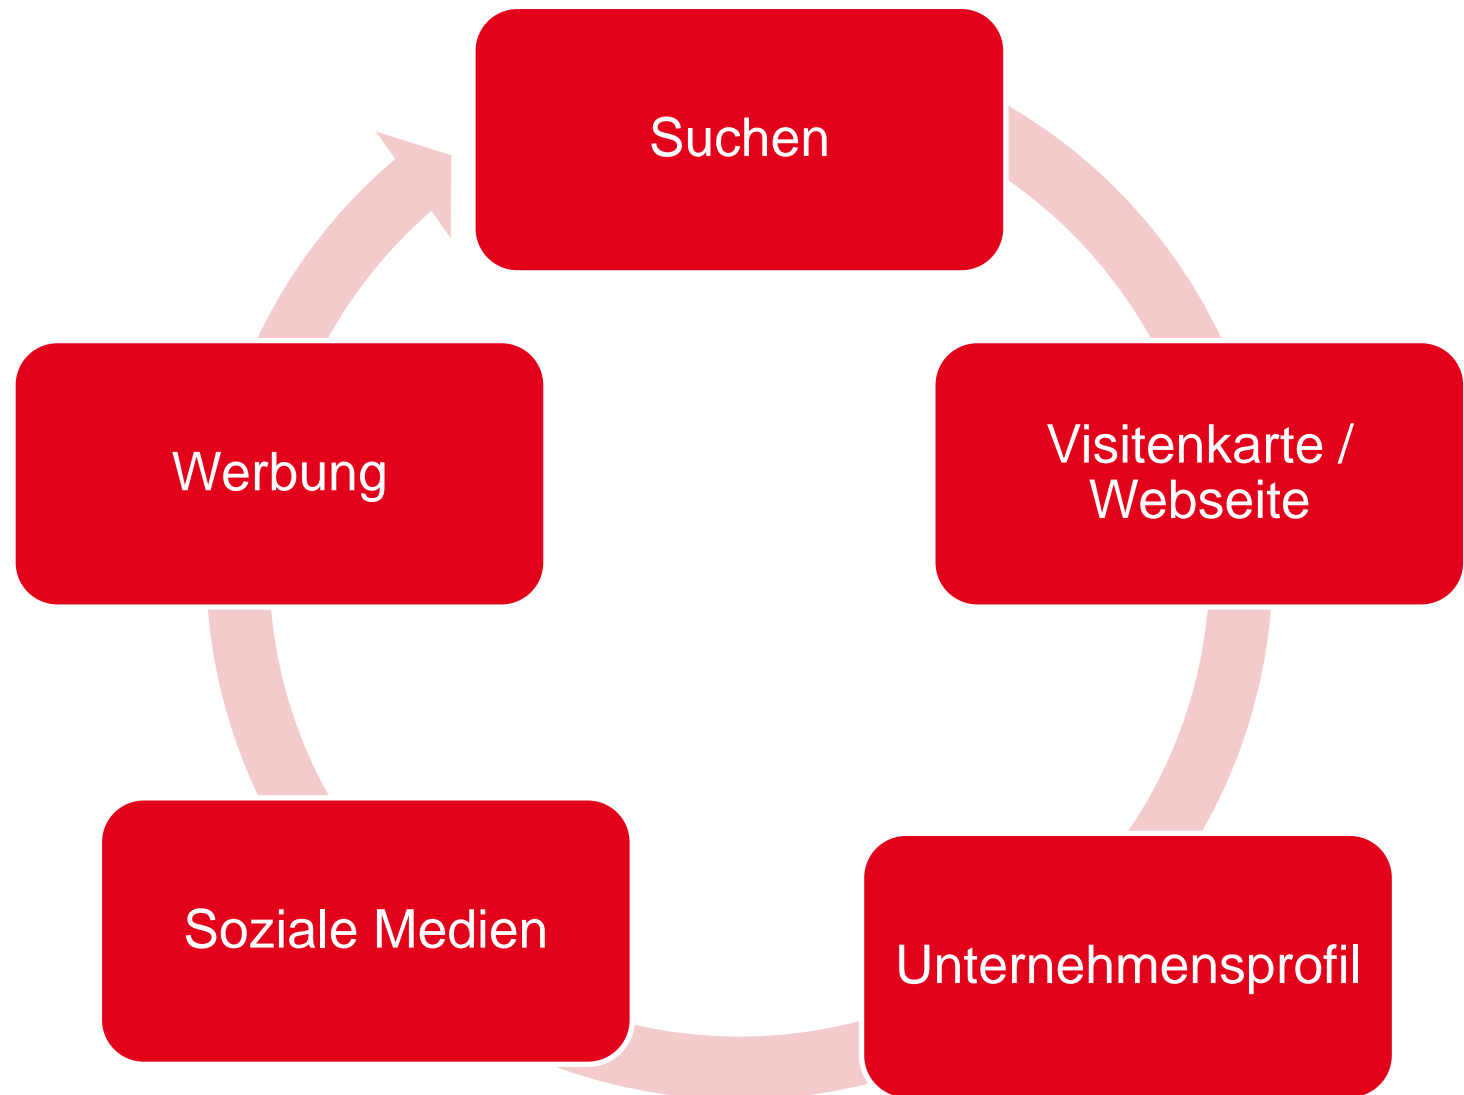 Suchen
Visitenkarte /
Webseite
Unternehmensprofil
Soziale Medien
Werbung